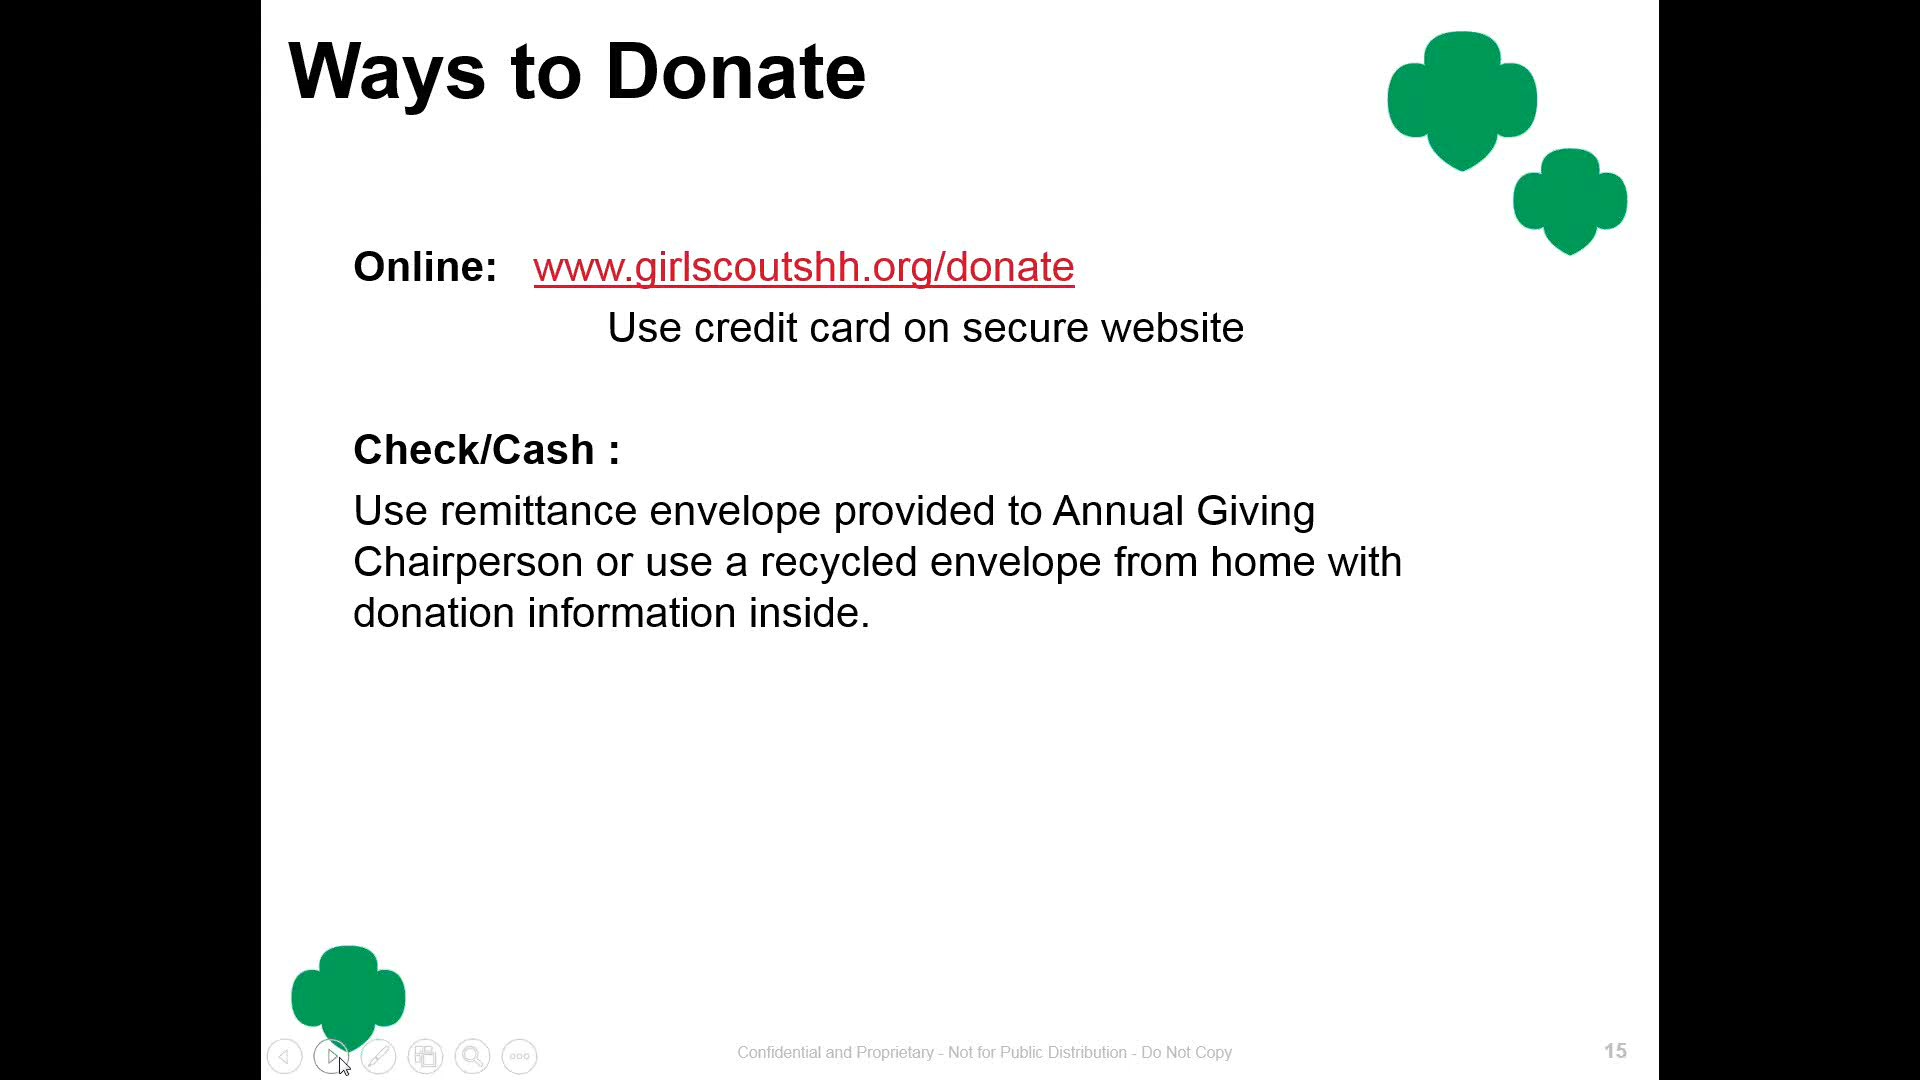 Ways to Donate
Online: www.girlscoutshh.org/donate
Use credit card on secure website
Check/Cash :
Use remittance envelope provided to Annual Giving
Chairperson or use a recycled envelope from home with
donation information inside.
Confidential and Proprietary - Not for Public Distribution - Do Not Copy
15